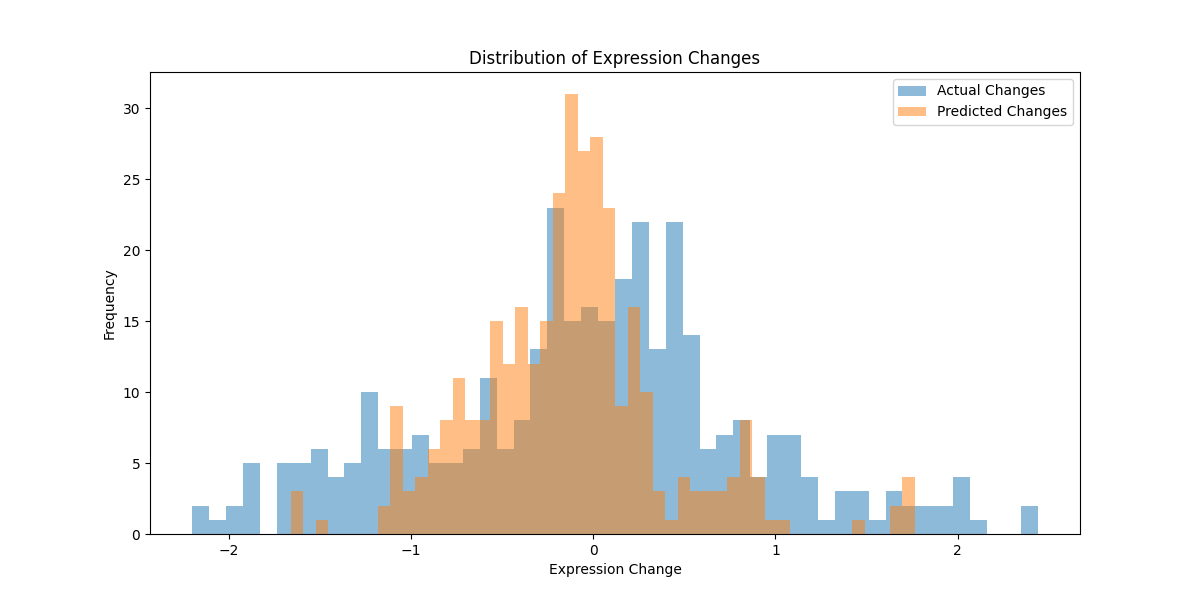 Distribution of Expression Changes
Actual Changes
Predicted Changes
30
25
20
15
10
5
0
Frequency
−2
−1
0
1
2
Expression Change